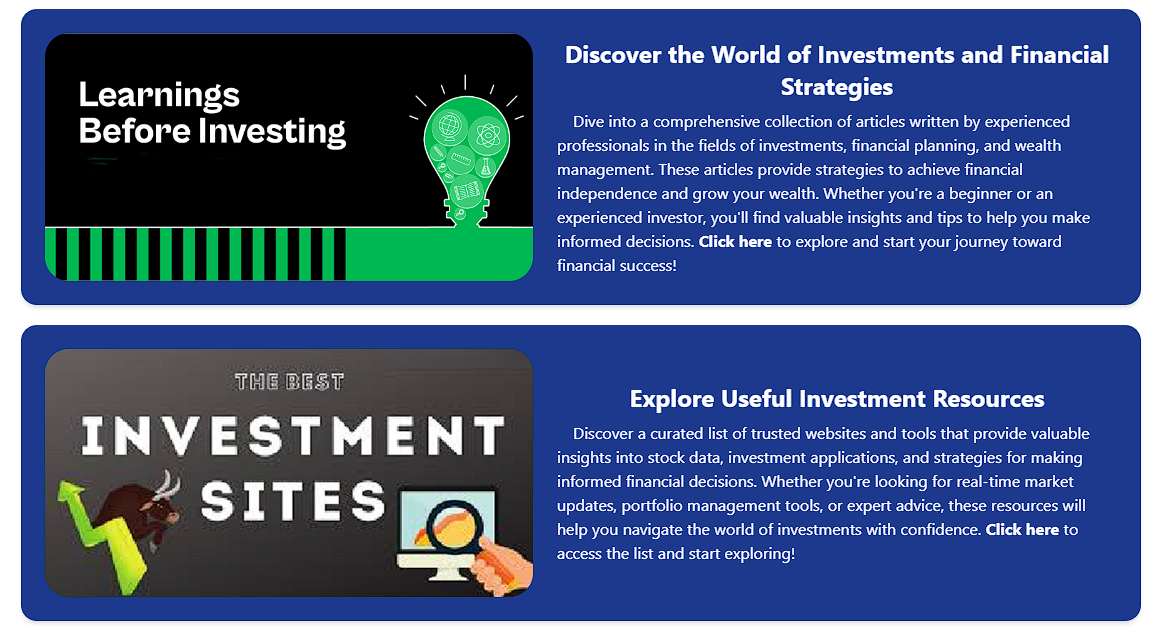 Learnings
Before Investing
Discover the World of Investments and Financial
Strategies
Dive into a comprehensive collection of articles written by experienced
professionals in the fields of investments, financial planning, and wealth
management. These articles provide strategies to achieve financial
independence and grow your wealth. Whether you're a beginner or an
experienced investor, you'll find valuable insights and tips to help you make
informed decisions. Click here to explore and start your journey toward
financial success!
THE BEST
INVESTMENT
SITES
Explore Useful Investment Resources
Discover a curated list of trusted websites and tools that provide valuable
insights into stock data, investment applications, and strategies for making
informed financial decisions. Whether you're looking for real-time market
updates, portfolio management tools, or expert advice, these resources will
help you navigate the world of investments with confidence. Click here to
access the list and start exploring!